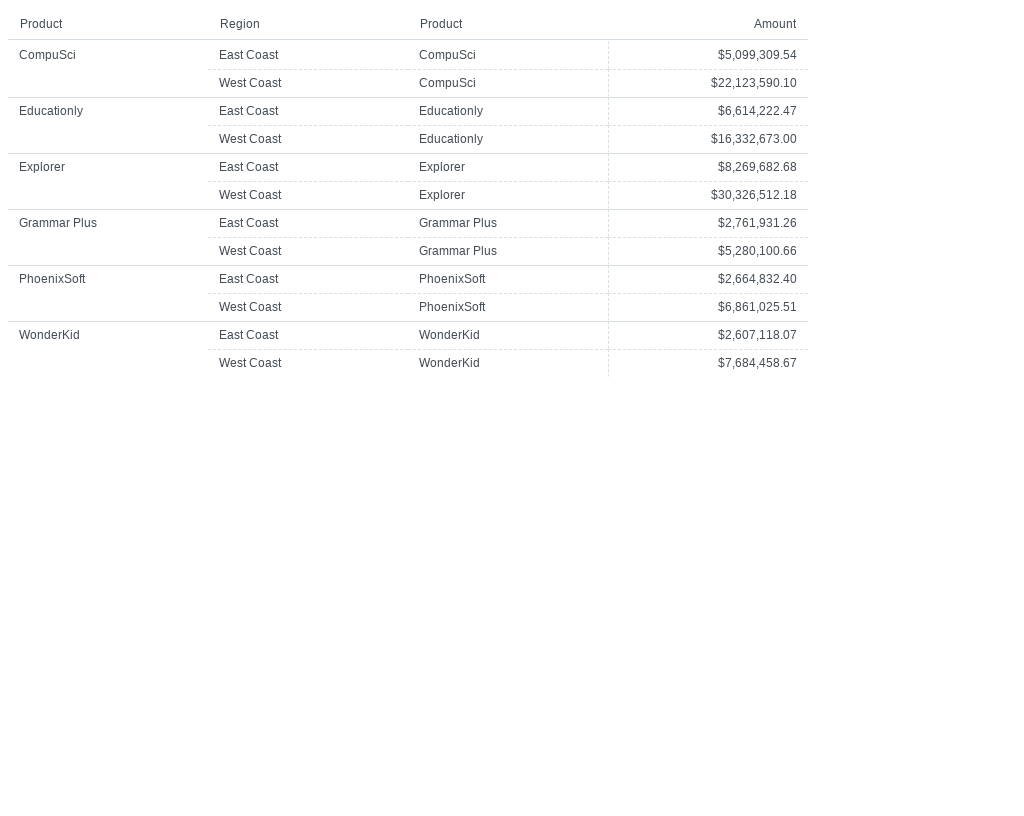 Product Region Product Amount
CompuSci East Coast CompuSci $5,099,309.54
West Coast CompuSci $22,123,590.10
Educationly East Coast Educationly $6,614,222.47
West Coast Educationly $16,332,673.00
Explorer East Coast Explorer $8,269,682.68
West Coast Explorer $30,326,512.18
Grammar Plus East Coast Grammar Plus $2,761,931.26
West Coast Grammar Plus $5,280,100.66
PhoenixSoft East Coast PhoenixSoft $2,664,832.40
West Coast PhoenixSoft $6,861,025.51
WonderKid East Coast WonderKid $2,607,118.07
West Coast WonderKid $7,684,458.67